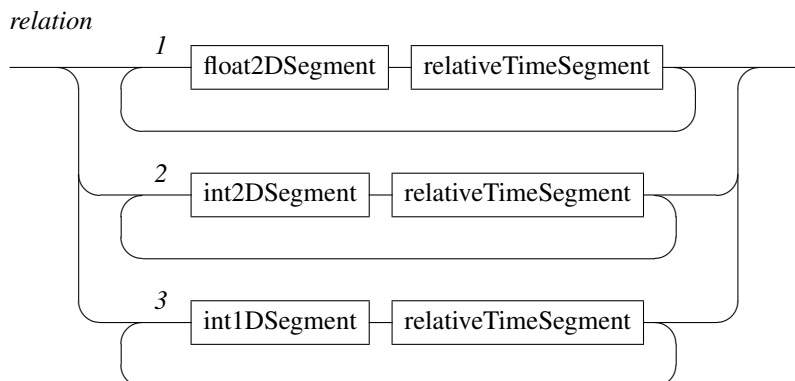 relation
1 float2DSegment relativeTimeSegment
2 int2DSegment relativeTimeSegment
3 int1DSegment relativeTimeSegment